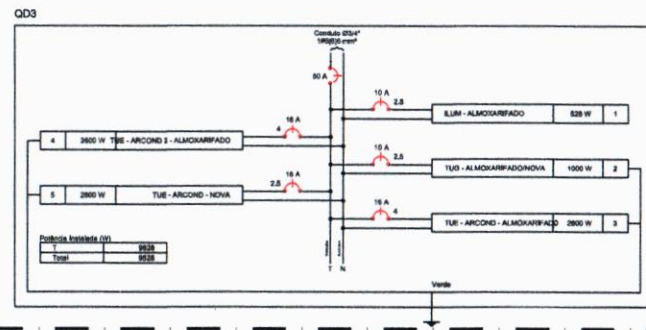 QD3
Conduto Ø3/4"
50 A
10 A
2.5
ILUM - ALMOXARIFADO 528 W 1
16 A
4
4 2600 W TUE - ARCOND 2 - ALMOXARIFADO
10 A
2.5
TUG - ALMOXARIFADO/NOVA 1000 W 2
16 A
2.5
5 2800 W TUE - ARCOND - NOVA
16 A
4
TUE - ARCOND - ALMOXARIFADO 2600 W 3
Potência Instalada (W)
T 9528
Total 9528
T N
Verde